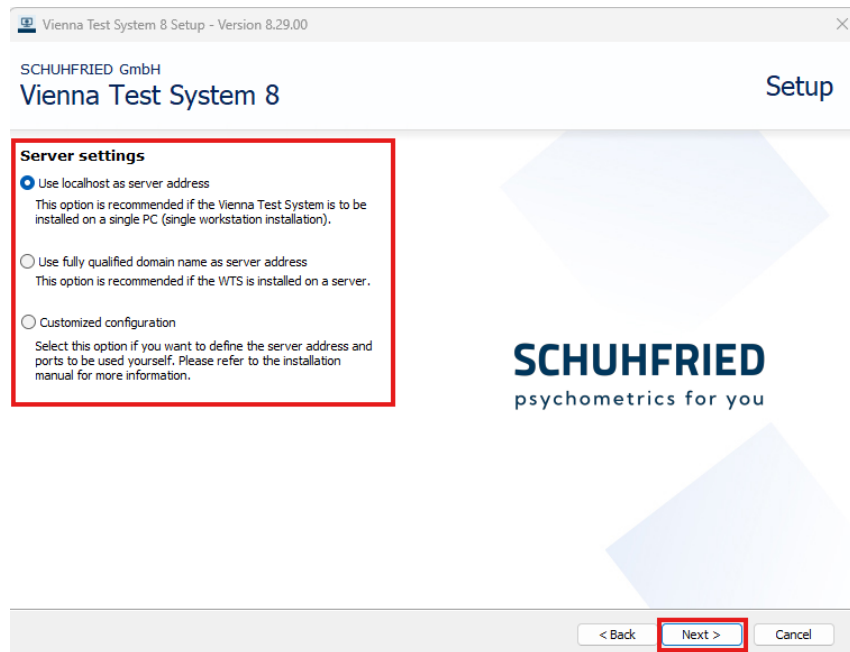 Vienna Test System 8 Setup - Version 8.29.00
SCHUHFRIED GmbH
Vienna Test System 8
Setup
Server settings
Use localhost as server address
This option is recommended if the Vienna Test System is to be
installed on a single PC (single workstation installation).
Use fully qualified domain name as server address
This option is recommended if the WTS is installed on a server.
Customized configuration
Select this option if you want to define the server address and
ports to be used yourself. Please refer to the installation
manual for more information.
SCHUHFRIED
psychometrics for you
< Back
Next >
Cancel